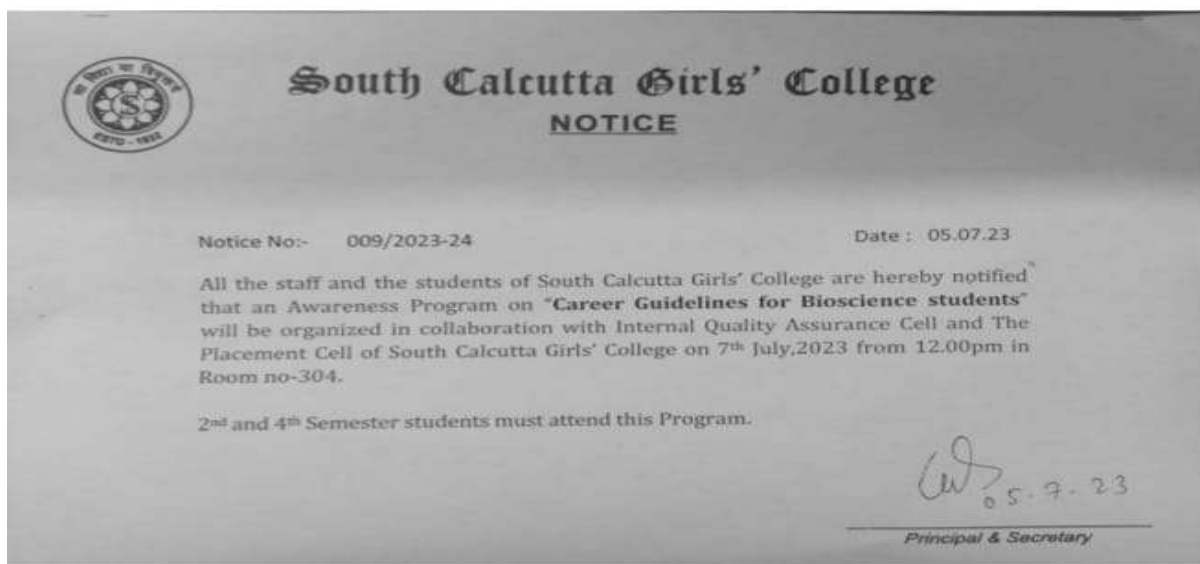 सा विद्या या विमुक्तये
S
ESTD - 1932
South Calcutta Girls' College
NOTICE
Notice No:- 009/2023-24 Date : 05.07.23
All the staff and the students of South Calcutta Girls' College are hereby notified
that an Awareness Program on "Career Guidelines for Bioscience students"
will be organized in collaboration with Internal Quality Assurance Cell and The
Placement Cell of South Calcutta Girls' College on 7th July,2023 from 12.00pm in
Room no-304.
2nd and 4th Semester students must attend this Program.
05.7.23
Principal & Secretary